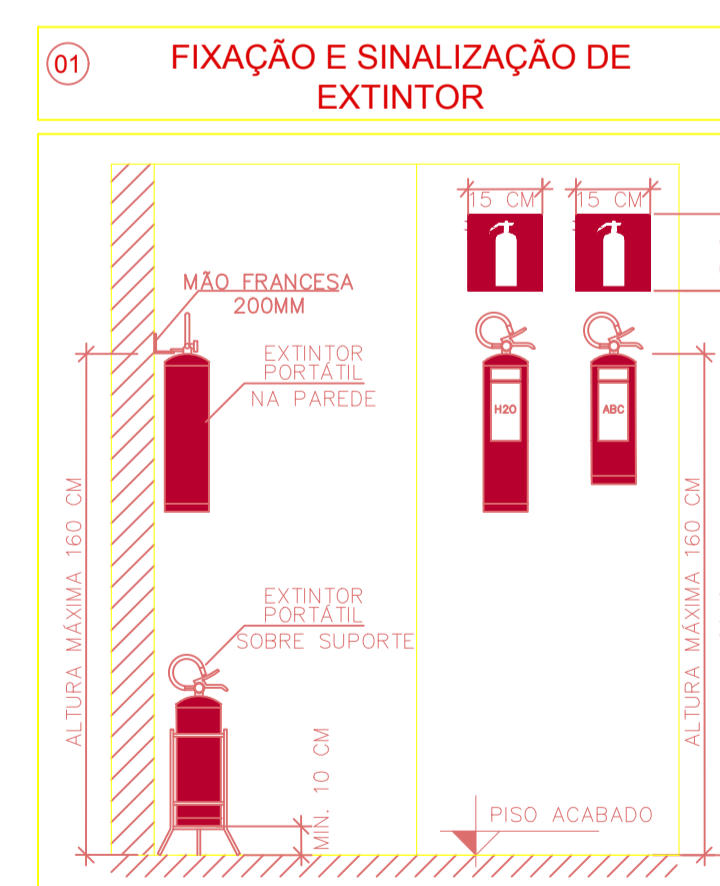 01
FIXAÇÃO E SINALIZAÇÃO DE
EXTINTOR
15 CM
15 CM
MÃO FRANCESA
200MM
EXTINTOR
PORTÁTIL
NA PAREDE
H2O
ABC
ALTURA MÁXIMA 160 CM
ALTURA MÁXIMA 160 CM
EXTINTOR
PORTÁTIL
SOBRE SUPORTE
MIN. 10 CM
PISO ACABADO